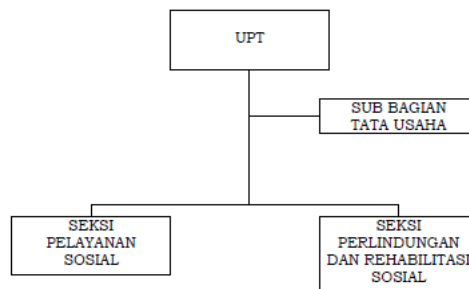 UPT
SUB BAGIAN
TATA USAHA
SEKSI
PELAYANAN
SOSIAL
SEKSI
PERLINDUNGAN
DAN REHABILITASI
SOSIAL